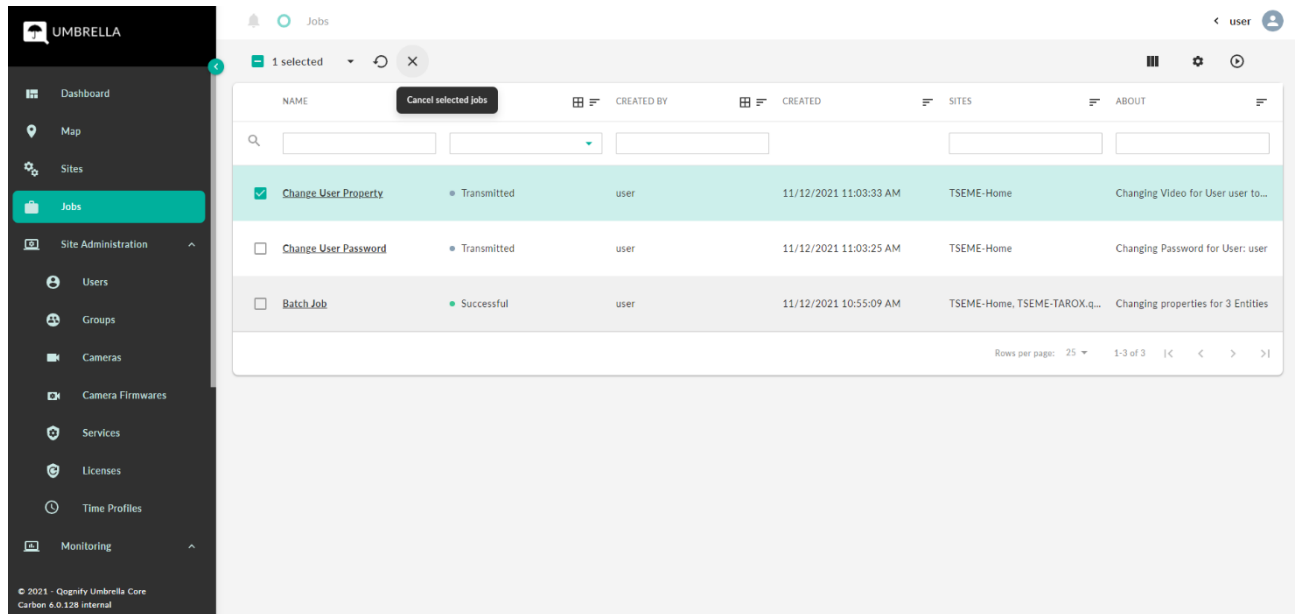 UMBRELLA
Jobs
user
1 selected
Cancel selected jobs
Dashboard
Map
Sites
Jobs
Site Administration
Users
Groups
Cameras
Camera Firmwares
Services
Licenses
Time Profiles
Monitoring
© 2021 - Qognify Umbrella Core
Carbon 6.0.128 internal
NAME CREATED BY CREATED SITES ABOUT
Change User Property Transmitted user 11/12/2021 11:03:33 AM TSEME-Home Changing Video for User user to...
Change User Password Transmitted user 11/12/2021 11:03:25 AM TSEME-Home Changing Password for User: user
Batch Job Successful user 11/12/2021 10:55:09 AM TSEME-Home, TSEME-TAROX.q... Changing properties for 3 Entities
Rows per page: 25 1-3 of 3